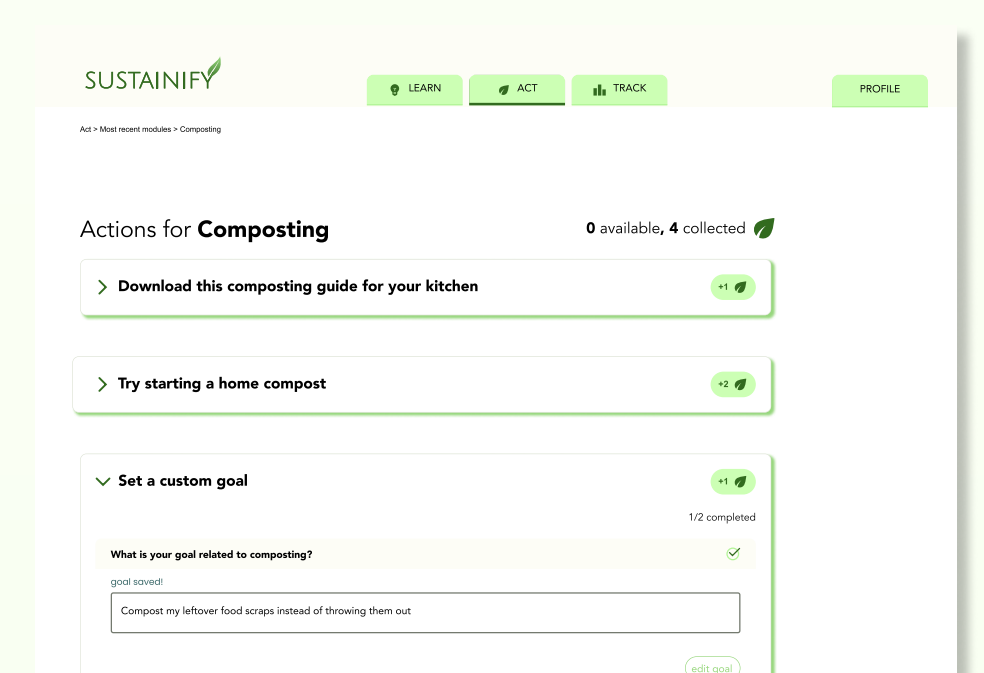 SUSTAINIFY
LEARN
ACT
TRACK
PROFILE
Act > Most recent modules > Composting
Actions for Composting
0 available, 4 collected
Download this composting guide for your kitchen
+1
Try starting a home compost
+2
Set a custom goal
+1
1/2 completed
What is your goal related to composting?
goal saved!
Compost my leftover food scraps instead of throwing them out
edit goal